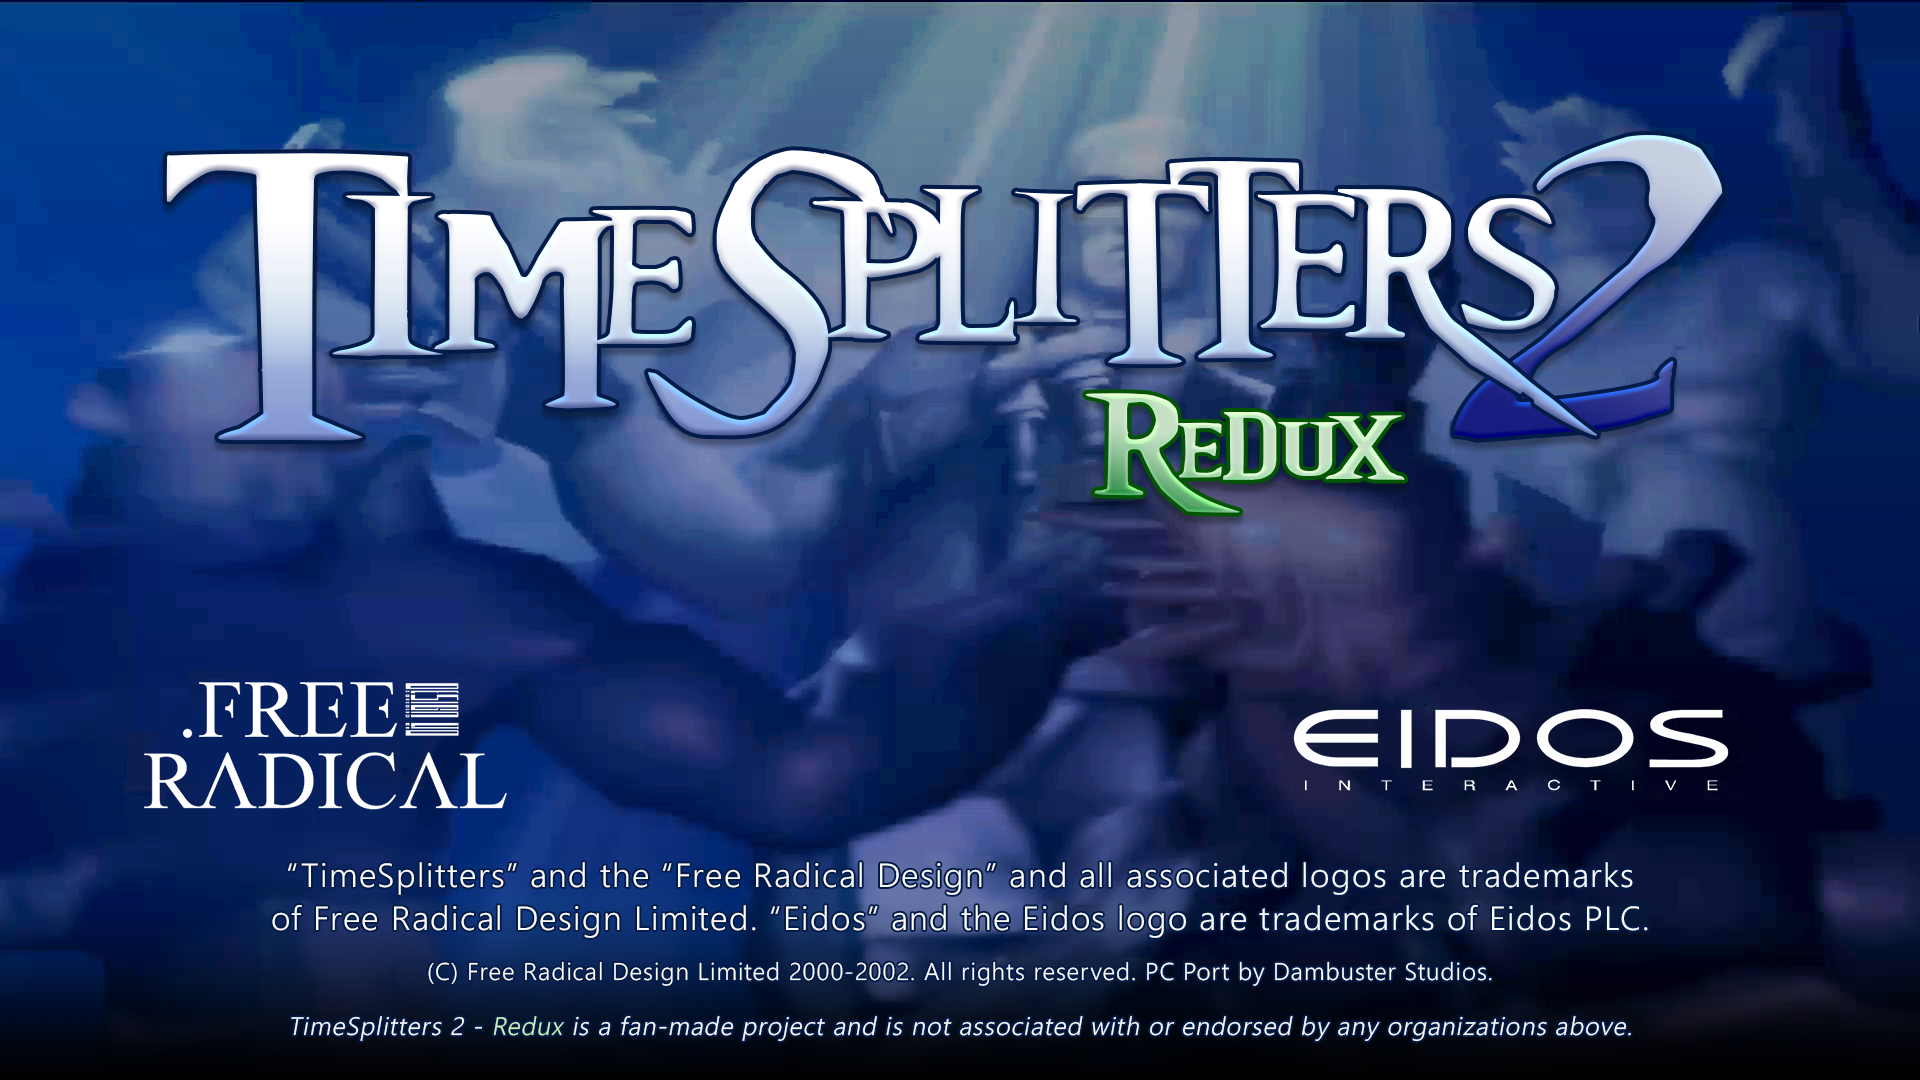 TIMESPLITTERS 2
REDUX
.FREE
RADICAL
EIDOS
INTERACTIVE
“TimeSplitters” and the “Free Radical Design” and all associated logos are trademarks
of Free Radical Design Limited. “Eidos” and the Eidos logo are trademarks of Eidos PLC.
(C) Free Radical Design Limited 2000-2002. All rights reserved. PC Port by Dambuster Studios.
TimeSplitters 2 - Redux is a fan-made project and is not associated with or endorsed by any organizations above.